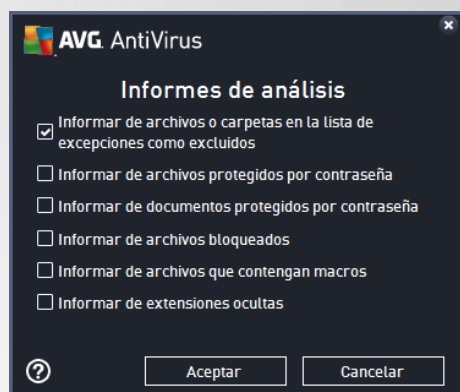 AVG. AntiVirus
Informes de análisis
Informar de archivos o carpetas en la lista de
excepciones como excluidos
Informar de archivos protegidos por contraseña
Informar de documentos protegidos por contraseña
Informar de archivos bloqueados
Informar de archivos que contengan macros
Informar de extensiones ocultas
?
Aceptar
Cancelar